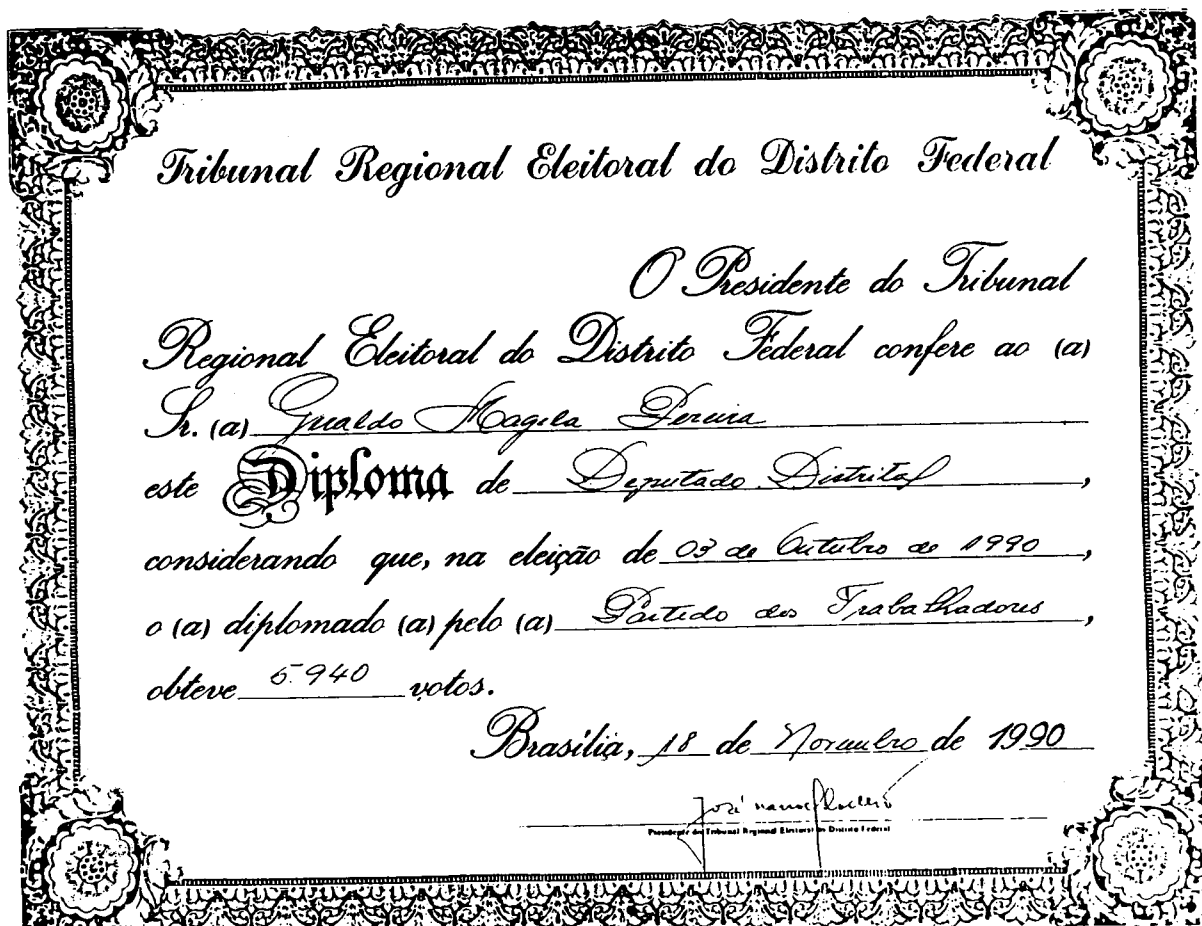 Tribunal Regional Eleitoral do Distrito Federal
O Presidente do Tribunal
Regional Eleitoral do Distrito Federal confere ao (a)
Sr. (a) Geraldo Magela Pereira
este Diploma de Deputado Distrital,
considerando que, na eleição de 03 de Outubro de 1990,
o (a) diplomado (a) pelo (a) Partido dos Trabalhadores,
obteve 5.940 votos.
Brasília, 18 de Novembro de 1990
José
Presidente do Tribunal Regional Eleitoral do Distrito Federal